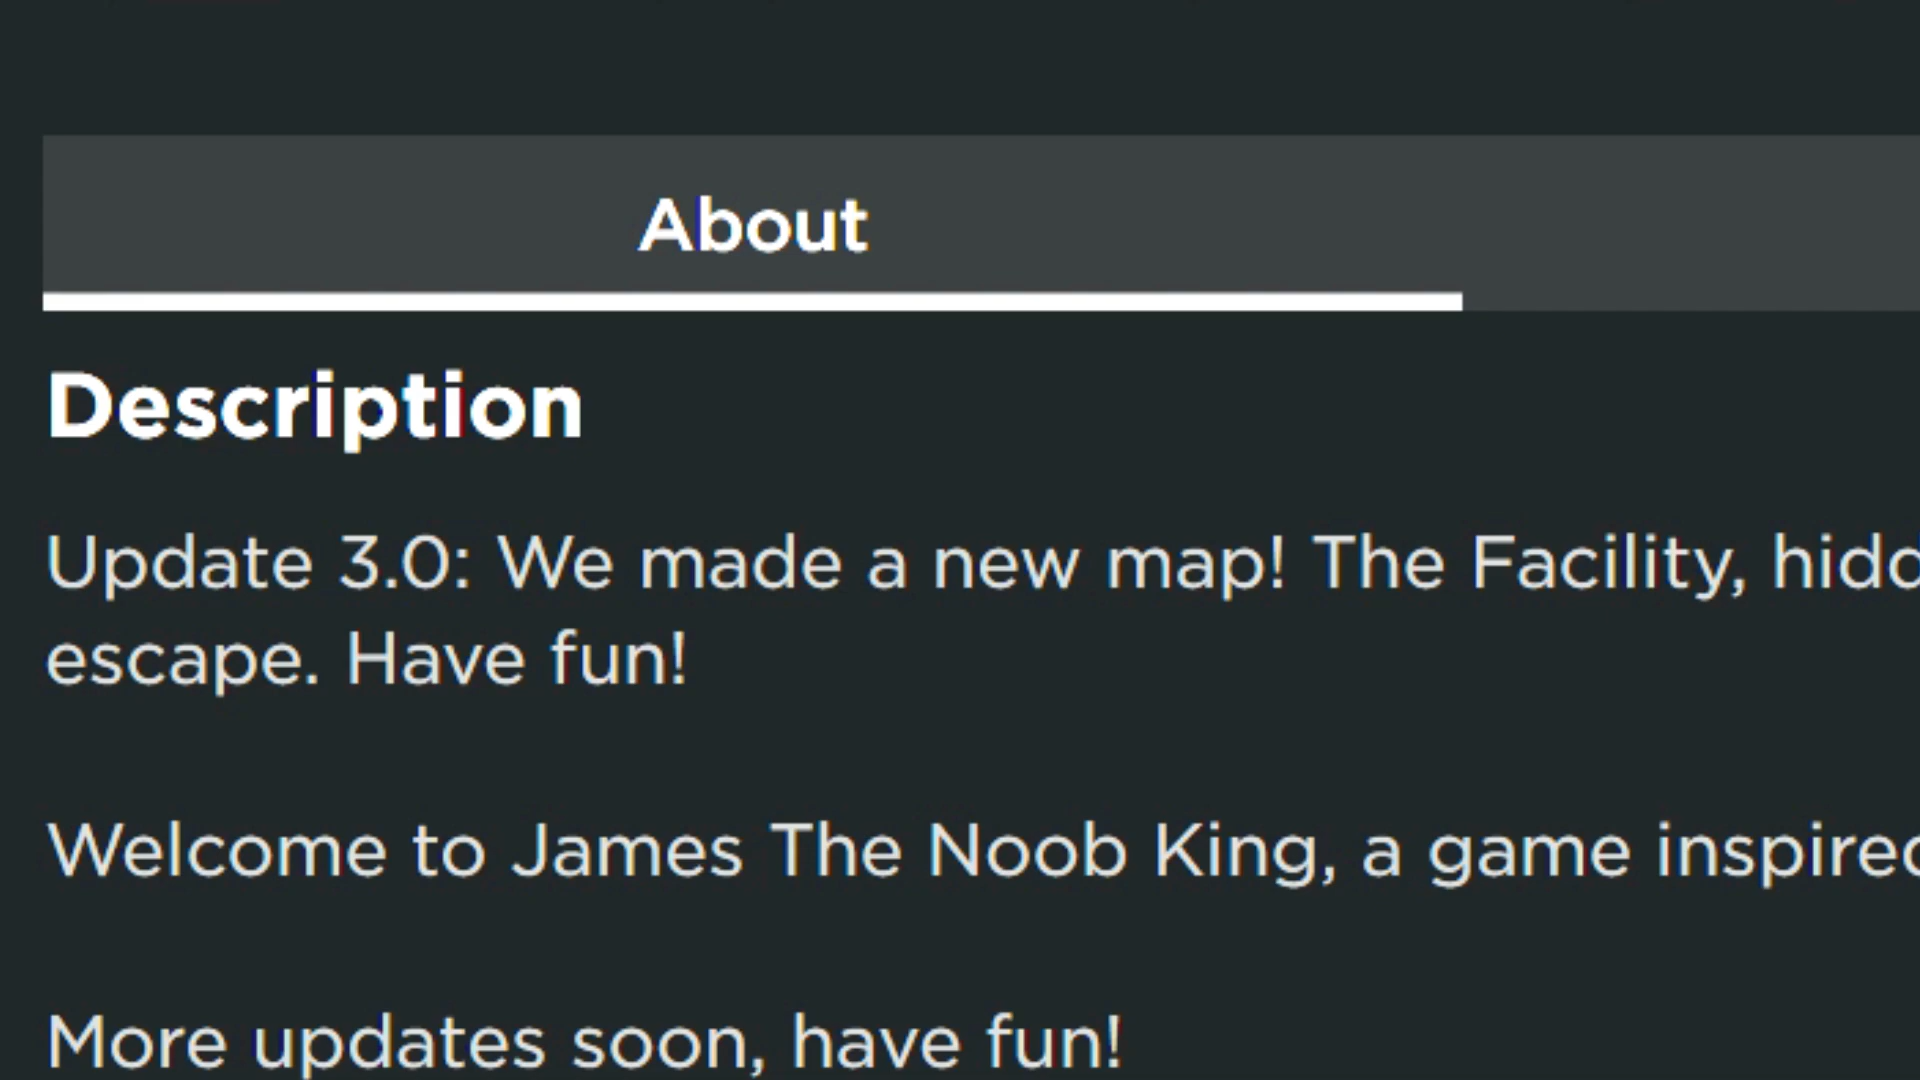 About
Description
Update 3.0: We made a new map! The Facility,
escape. Have fun!
Welcome to James The Noob King, a game
More updates soon, have fun!